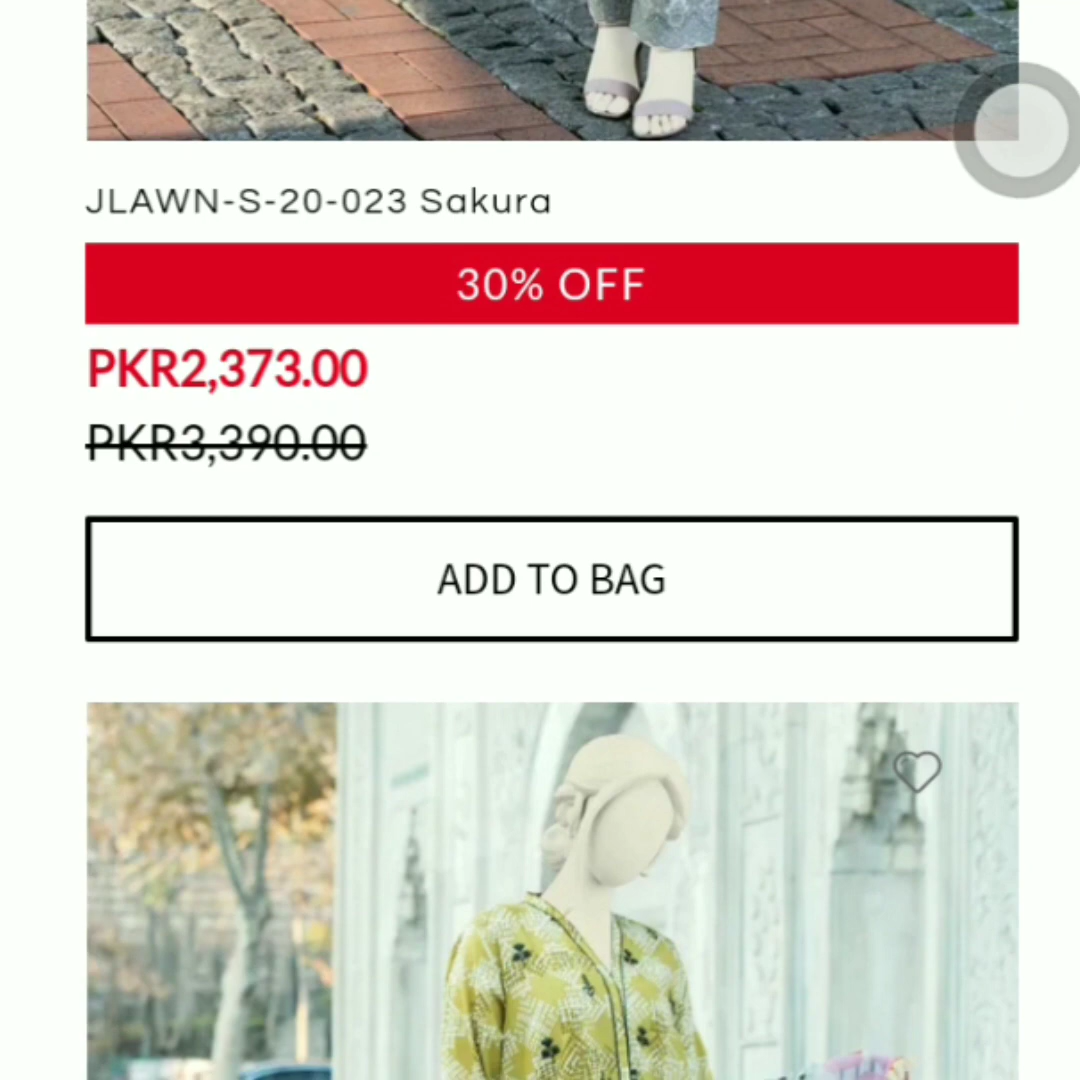 JLAWN-S-20-023 Sakura
30% OFF
PKR2,373.00
PKR3,390.00
ADD TO BAG